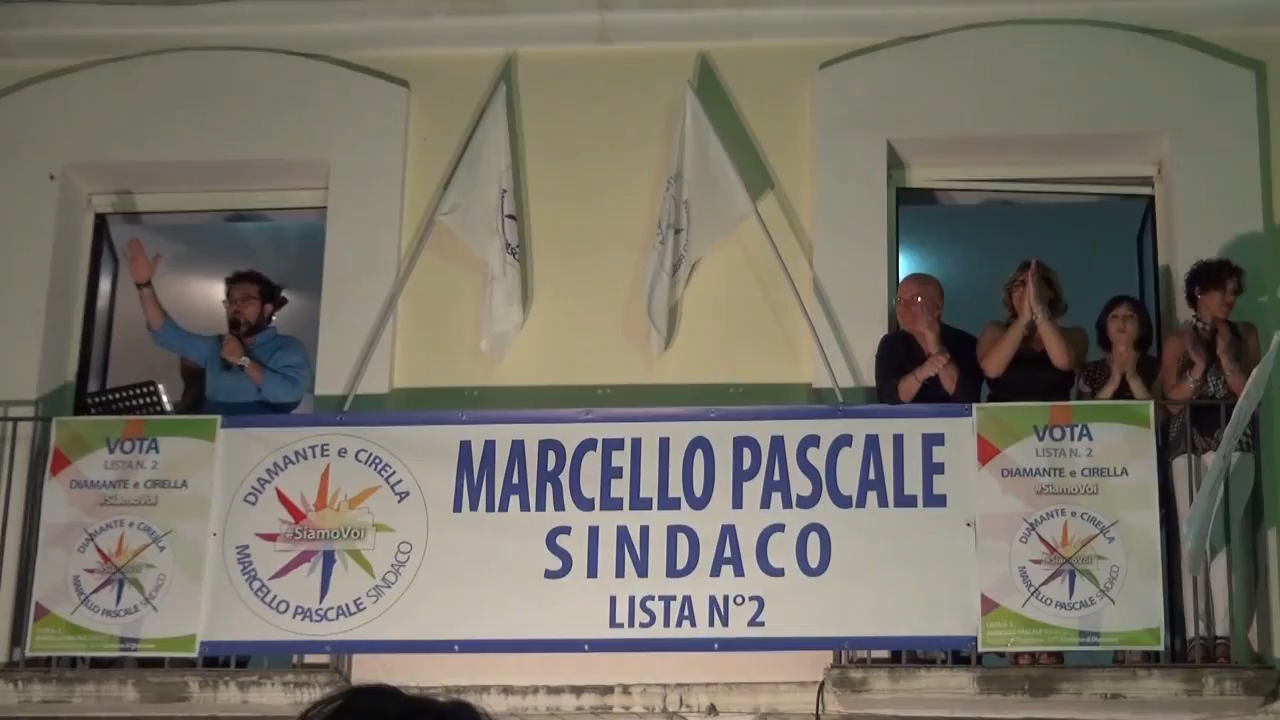 VOTA
LISTA N. 2
DIAMANTE e CIRELLA
#SiamoVoi
DIAMANTE e CIRELLA
MARCELLO PASCALE SINDACO
DIAMANTE e CIRELLA
#SiamoVoi
MARCELLO PASCALE SINDACO
MARCELLO PASCALE
SINDACO
LISTA N°2
VOTA
LISTA N. 2
DIAMANTE e CIRELLA
#SiamoVoi
DIAMANTE e CIRELLA
#SiamoVoi
MARCELLO PASCALE SINDACO